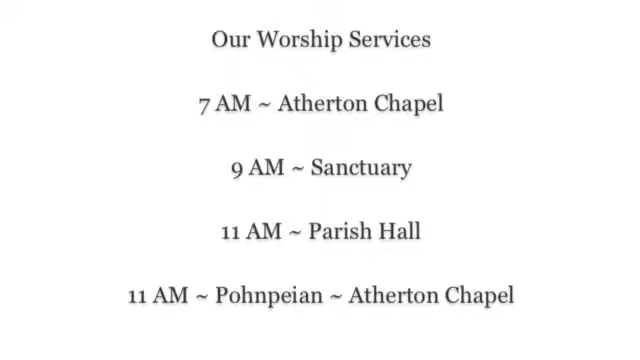 Our Worship Services
7 AM ~ Atherton Chapel
9 AM ~ Sanctuary
11 AM ~ Parish Hall
11 AM ~ Pohnpeian ~ Atherton Chapel